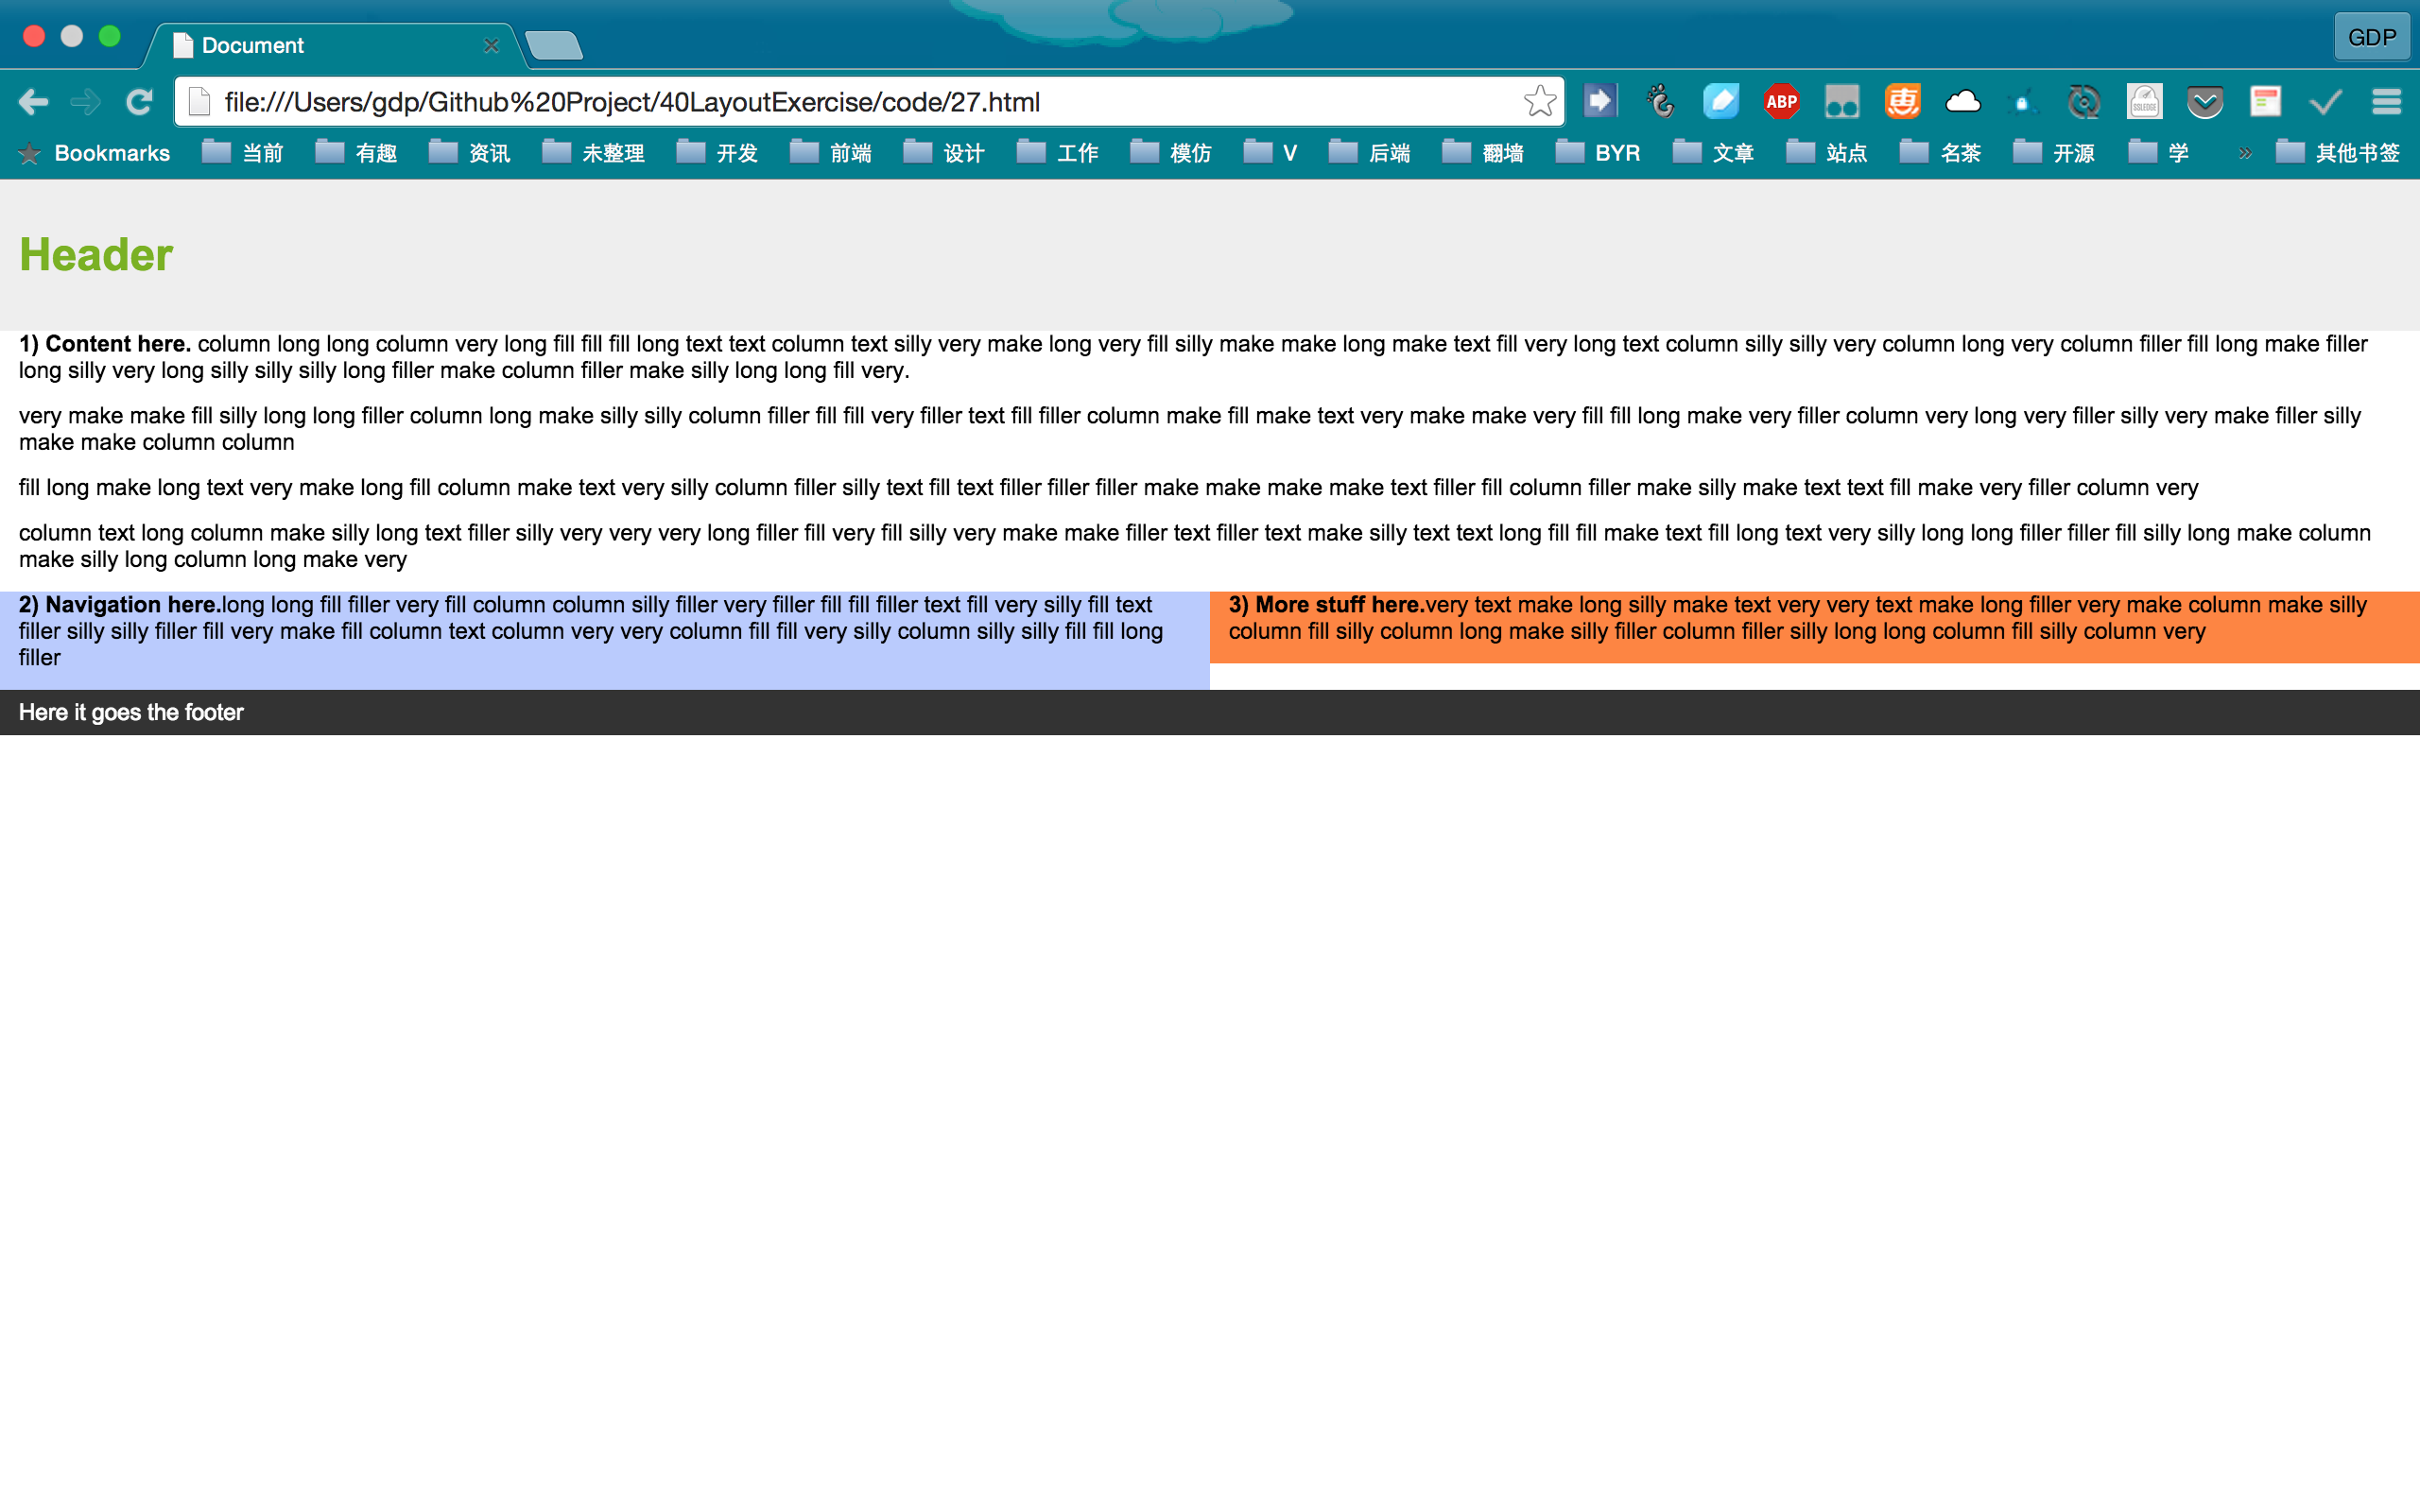 Document
GDP
file:///Users/gdp/Github%20Project/40LayoutExercise/code/27.html
ABP
惠
SSLEDGE
Bookmarks 当前 有趣 资讯 未整理 开发 前端 设计 工作 模仿 V 后端 翻墙 BYR 文章 站点 名茶 开源 学 » 其他书签
Header
1) Content here. column long long column very long fill fill fill long text text column text silly very make long very fill silly make make long make text fill very long text column silly silly very column long very column filler fill long make filler
long silly very long silly silly silly long filler make column filler make silly long long fill very.
very make make fill silly long long filler column long make silly silly column filler fill fill very filler text fill filler column make fill make text very make make very fill fill long make very filler column very long very filler silly very make filler silly
make make column column
fill long make long text very make long fill column make text very silly column filler silly text fill text filler filler filler make make make make text filler fill column filler make silly make text text fill make very filler column very
column text long column make silly long text filler silly very very very long filler fill very fill silly very make make filler text filler text make silly text text long fill fill make text fill long text very silly long long filler filler fill silly long make column
make silly long column long make very
2) Navigation here.long long fill filler very fill column column silly filler very filler fill fill filler text fill very silly fill text
filler silly silly filler fill very make fill column text column very very column fill fill very silly column silly silly fill fill long
filler
3) More stuff here.very text make long silly make text very very text make long filler very make column make silly
column fill silly column long make silly filler column filler silly long long column fill silly column very
Here it goes the footer